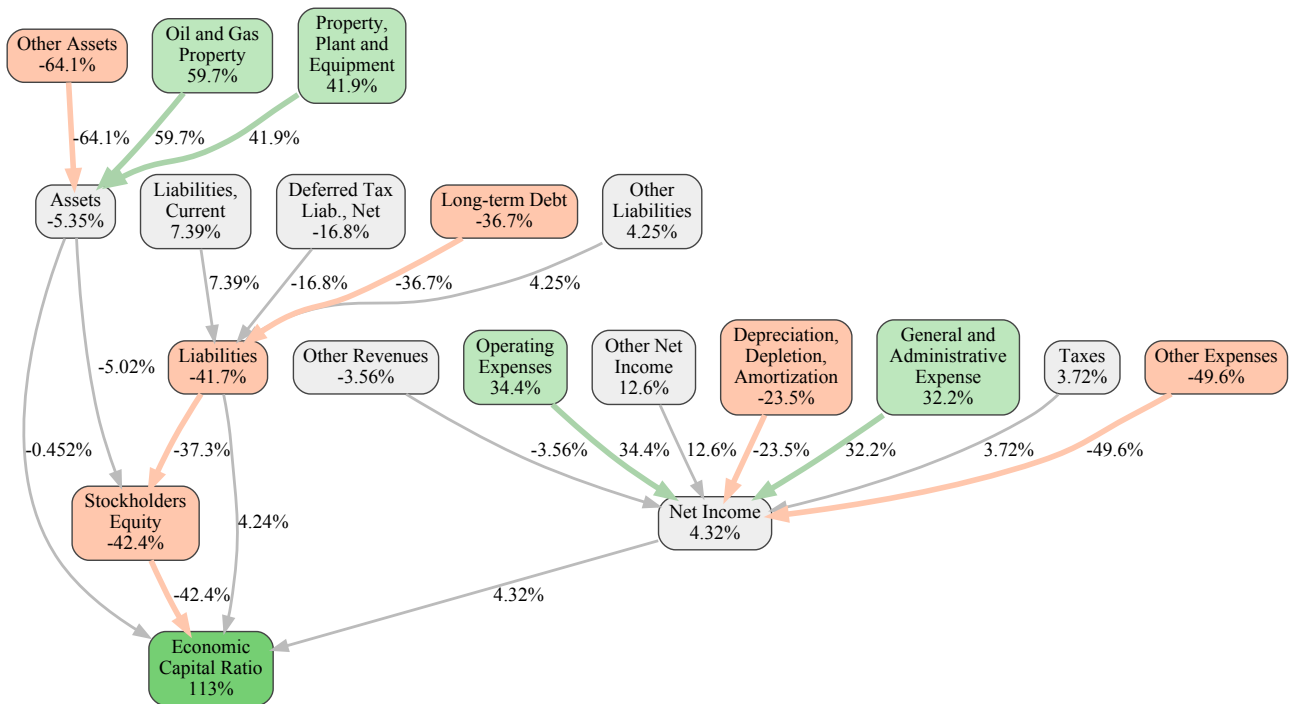 Other Assets
-64.1%
Oil and Gas
Property
59.7%
Property,
Plant and
Equipment
41.9%
-64.1%
59.7%
41.9%
Assets
-5.35%
Liabilities,
Current
7.39%
Deferred Tax
Liab., Net
-16.8%
Long-term Debt
-36.7%
Other
Liabilities
4.25%
7.39%
-16.8%
-36.7%
4.25%
-5.02%
Liabilities
-41.7%
Other Revenues
-3.56%
Operating
Expenses
34.4%
Other Net
Income
12.6%
Depreciation,
Depletion,
Amortization
-23.5%
General and
Administrative
Expense
32.2%
Taxes
3.72%
Other Expenses
-49.6%
-0.452%
-37.3%
-3.56%
34.4%
12.6%
-23.5%
32.2%
3.72%
-49.6%
Stockholders
Equity
-42.4%
4.24%
Net Income
4.32%
-42.4%
4.32%
Economic
Capital Ratio
113%